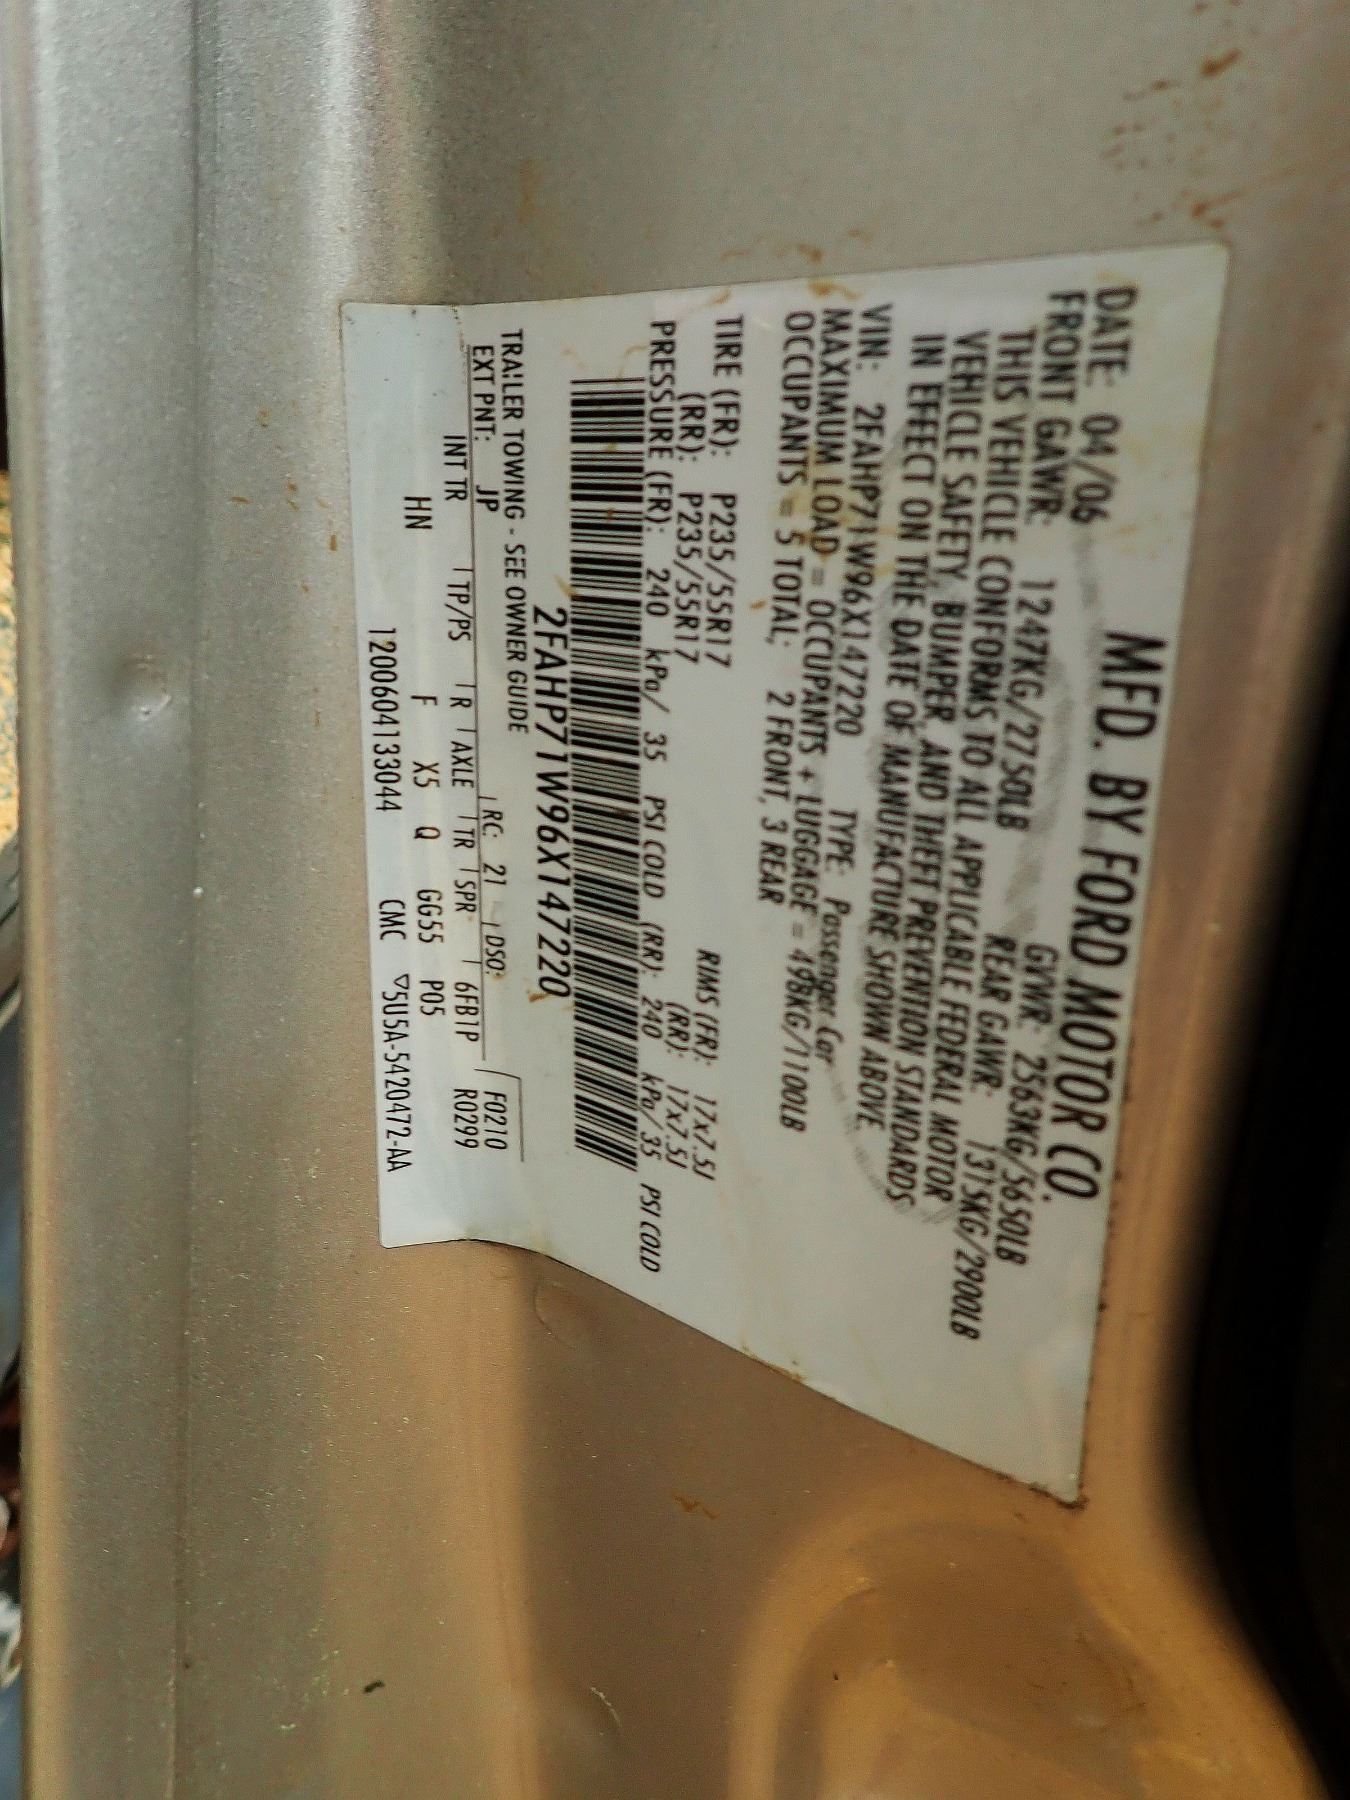 MFD. BY FORD MOTOR CO.
DATE: 04/06 GVWR: 2563KG/5650LB
FRONT GAWR: 1247KG/2750LB REAR GAWR: 1315KG/2900LB
THIS VEHICLE CONFORMS TO ALL APPLICABLE FEDERAL MOTOR
VEHICLE SAFETY, BUMPER, AND THEFT PREVENTION STANDARDS
IN EFFECT ON THE DATE OF MANUFACTURE SHOWN ABOVE.
VIN: 2FAHP71W96X147220 TYPE: Passenger Car
MAXIMUM LOAD = OCCUPANTS + LUGGAGE = 498KG/1100LB
OCCUPANTS = 5 TOTAL; 2 FRONT, 3 REAR
TIRE (FR): P235/55R17 RIMS (FR): 17x7.5J
(RR): P235/55R17 (RR): 17x7.5J
PRESSURE (FR): 240 kPa/ 35 PSI COLD (RR): 240 kPa/ 35 PSI COLD
2FAHP71W96X147220
TRAILER TOWING - SEE OWNER GUIDE
EXT PNT: JP RC: 21 DSO: F0210
INT TR TP/PS R AXLE TR SPR 6FB1P R0299
HN F X5 Q GG55 P05
12006041330​44 CMC ▽5U5A-5420472-AA